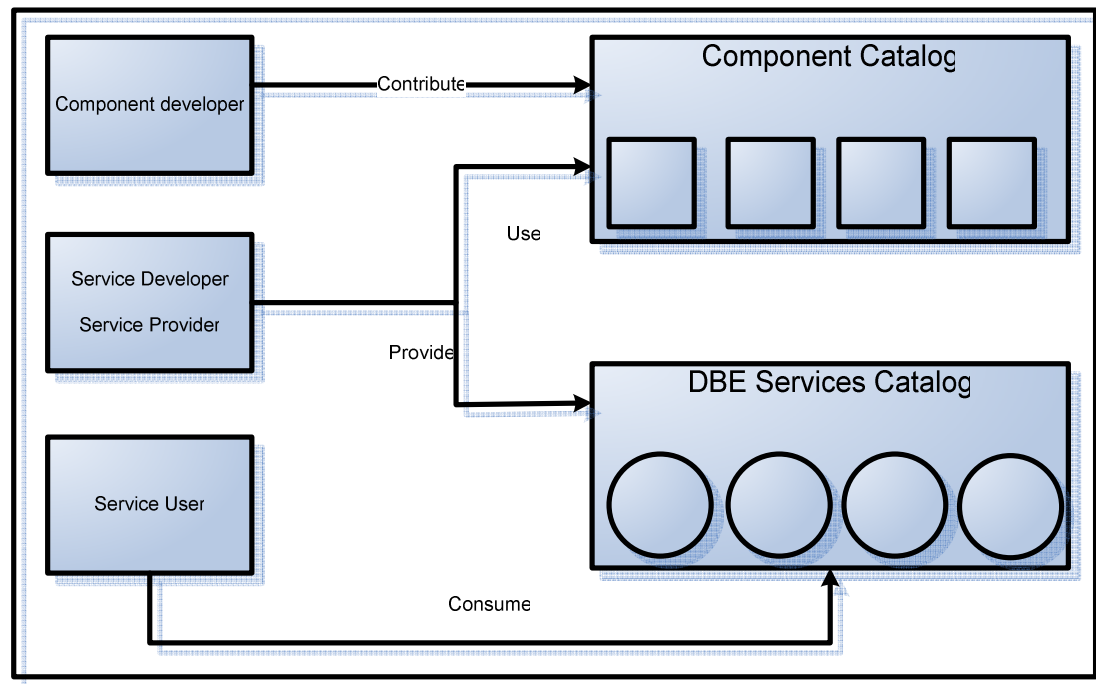 Component developer
Contribute
Component Catalog
Use
Service Developer
Service Provider
Provide
DBE Services Catalog
Service User
Consume